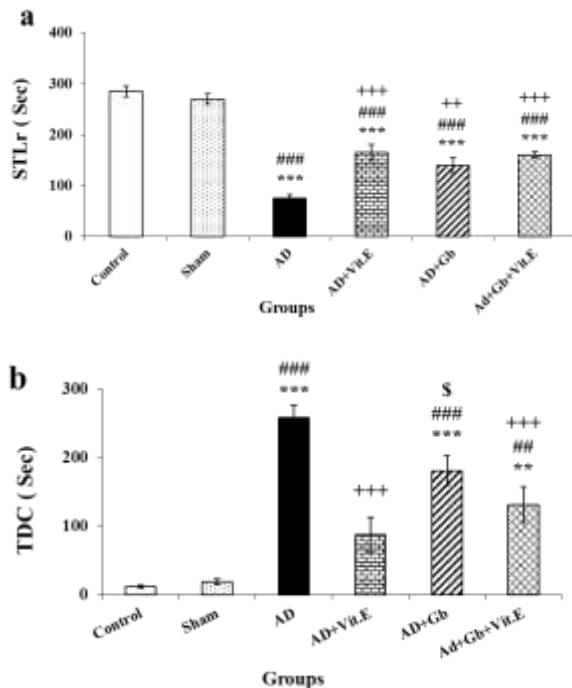 a
STLr ( Sec)
400
300
200
100
0
###
***
+++
###
***
++
###
***
+++
###
***
Control
Sham
AD
AD+Vit.E
AD+Gb
Ad+Gb+Vit.E
Groups
b
TDC ( Sec)
300
200
100
0
###
***
+++
$
###
***
+++
##
**
Control
Sham
AD
AD+Vit.E
AD+Gb
Ad+Gb+Vit.E
Groups